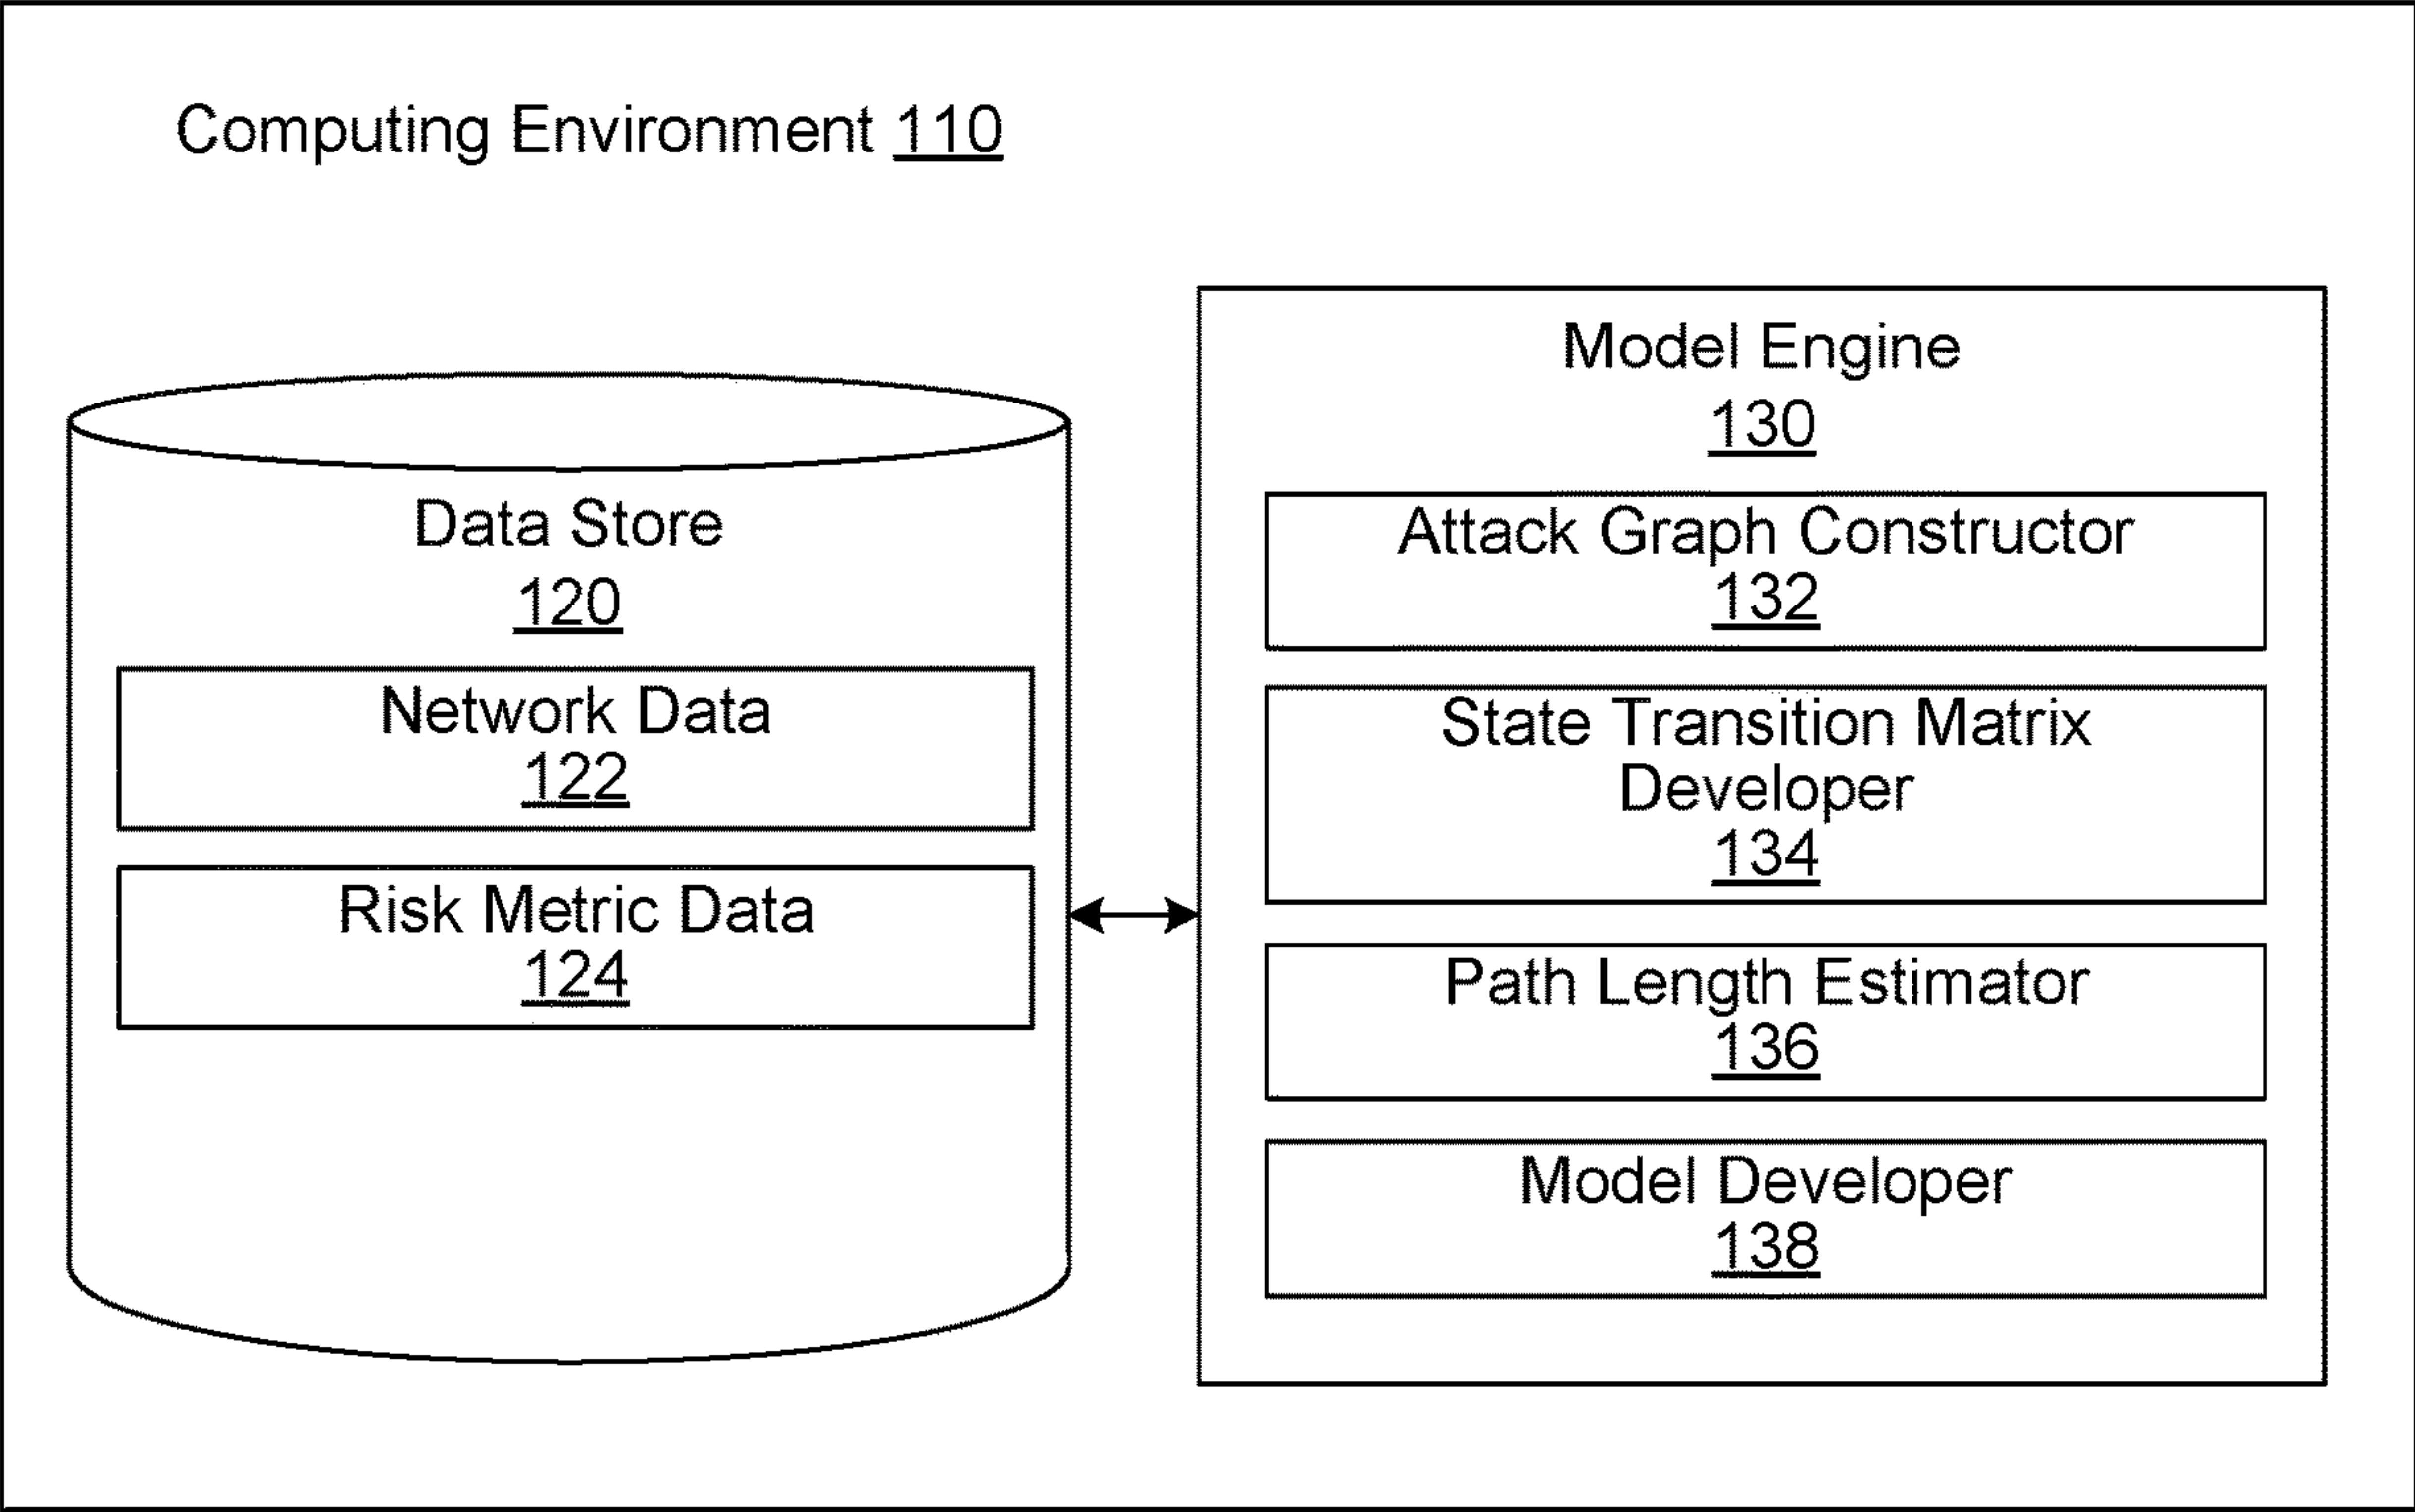 Computing Environment 110
Data Store
120
Network Data
122
Risk Metric Data
124
Model Engine
130
Attack Graph Constructor
132
State Transition Matrix
Developer
134
Path Length Estimator
136
Model Developer
138